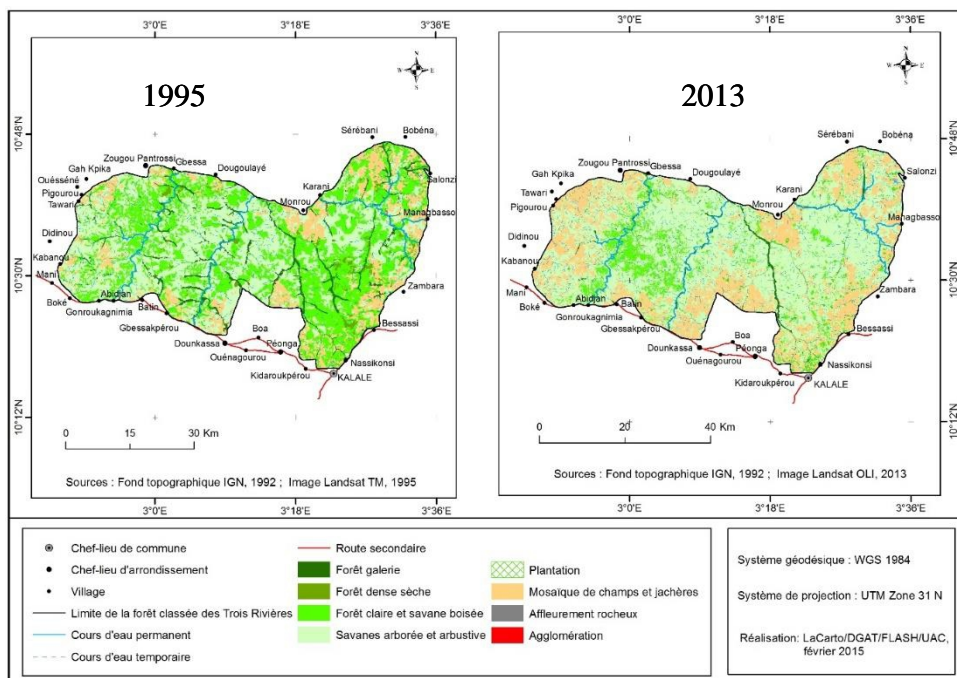 3°0'E 3°18'E 3°36'E
3°0'E 3°18'E 3°36'E
1995
N
W E
S
10°48'N
10°30'N
10°12'N
Sérébani
Bobéna
Zougou Pantrossi
Gbessa
Dougoulayé
Gah Kpika
Ouèsséné
Pigourou
Tawari
Salonzi
Karani
Monrou
Managbasso
Didinou
Kabanou
Mani
Boké
Abidjan
Gonroukagnimia
Batin
Gbessakpérou
Zambara
Bessassi
Boa
Dounkassa
Péonga
Ouénagourou
Nassikonsi
Kidaroukpérou
KALALE
0 15 30 Km
Sources : Fond topographique IGN, 1992 ; Image Landsat TM, 1995
3°0'E 3°18'E 3°36'E
2013
N
W E
S
10°48'N
10°30'N
10°12'N
10°48'N
10°30'N
10°12'N
Sérébani
Bobéna
Zougou Pantrossi
Gbessa
Dougoulayé
Gah Kpika
Tawari
Pigourou
Salonzi
Karani
Monrou
Managbasso
Didinou
Kabanou
Mani
Boké
Abidjan
Gonroukagnimia
Batin
Gbessakpérou
Zambara
Bessassi
Boa
Dounkassa
Péonga
Ouénagourou
Nassikonsi
Kidaroukpérou
KALALE
0 20 40 Km
Sources : Fond topographique IGN, 1992 ; Image Landsat OLI, 2013
3°0'E 3°18'E 3°36'E
Chef-lieu de commune
Chef-lieu d'arrondissement
Village
Limite de la forêt classée des Trois Rivières
Cours d'eau permanent
Cours d'eau temporaire
Route secondaire
Forêt galerie
Forêt dense sèche
Forêt claire et savane boisée
Savanes arborée et arbustive
Plantation
Mosaïque de champs et jachères
Affleurement rocheux
Agglomération
Système géodésique : WGS 1984
Système de projection : UTM Zone 31 N
Réalisation: LaCarto/DGAT/FLASH/UAC,
février 2015